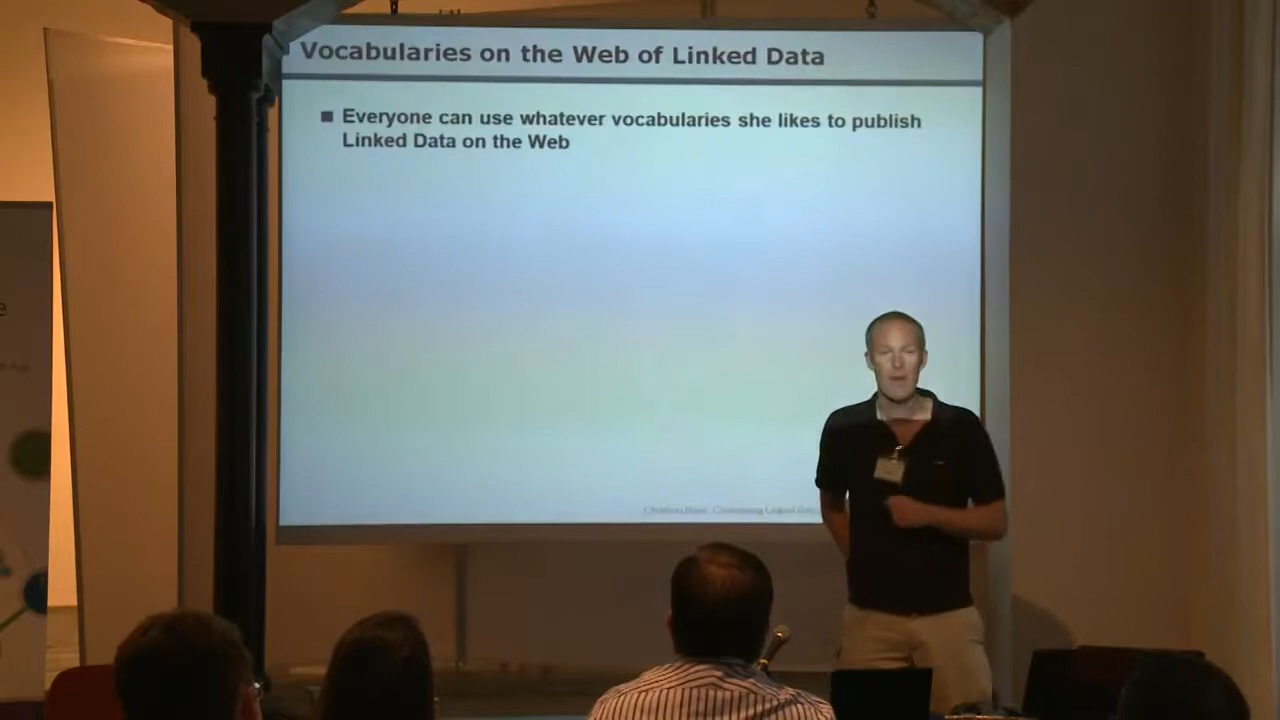 Vocabularies on the Web of Linked Data
Everyone can use whatever vocabularies she likes to publish
Linked Data on the Web
e